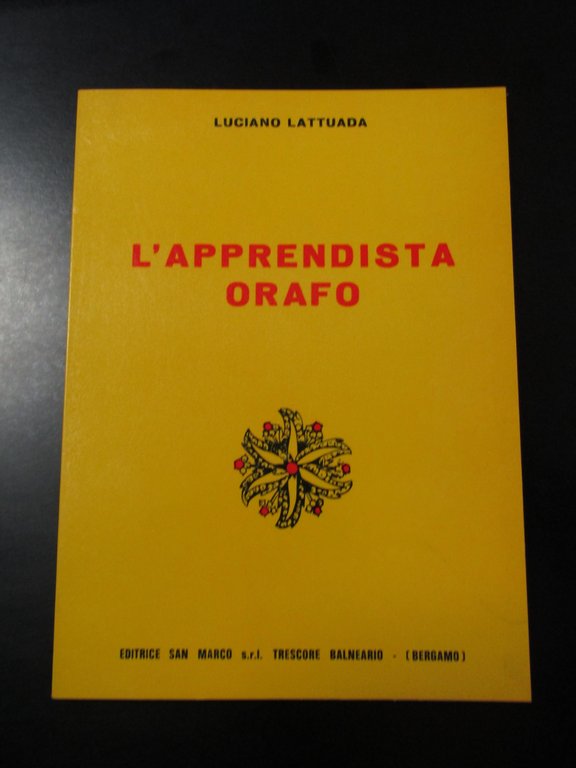 LUCIANO LATTUADA
L'APPRENDISTA
ORAFO
EDITRICE SAN MARCO s.r.l. TRESCORE BALNEARIO - (BERGAMO)